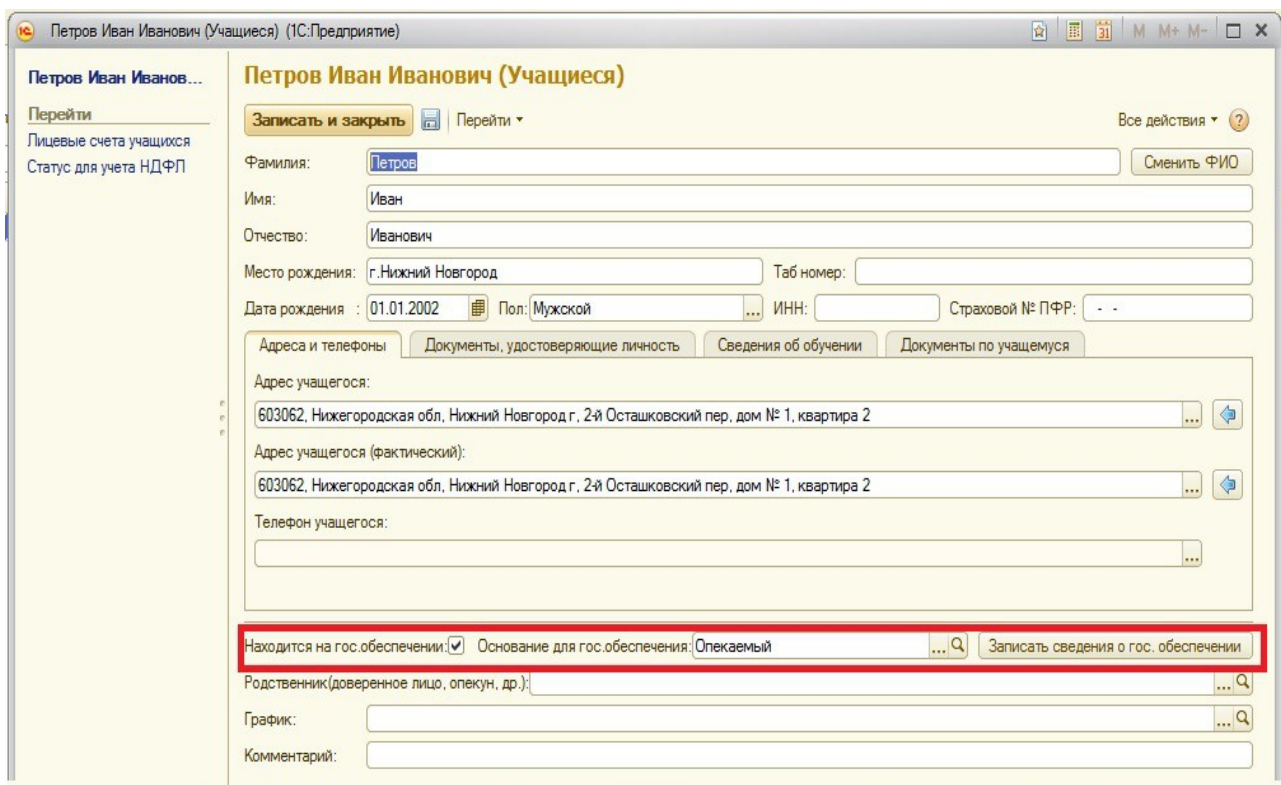 Петров Иван Иванович (Учащиеся) (1С:Предприятие) 31 M M+ M-
Петров Иван Иванов...
Перейти
Лицевые счета учащихся
Статус для учета НДФЛ
Петров Иван Иванович (Учащиеся)
Записать и закрыть Перейти Все действия ?
Фамилия: Петров Сменить ФИО
Имя: Иван
Отчество: Иванович
Место рождения: г.Нижний Новгород Таб номер:
Дата рождения : 01.01.2002 Пол: Мужской ... ИНН: Страховой № ПФР: - -
Адреса и телефоны Документы, удостоверяющие личность Сведения об обучении Документы по учащемуся
Адрес учащегося:
603062, Нижегородская обл, Нижний Новгород г, 2-й Осташковский пер, дом № 1, квартира 2 ...
Адрес учащегося (фактический):
603062, Нижегородская обл, Нижний Новгород г, 2-й Осташковский пер, дом № 1, квартира 2 ...
Телефон учащегося:
...
Находится на гос.обеспечении: Основание для гос.обеспечения: Опекаемый ... Записать сведения о гос. обеспечении
Родственник(доверенное лицо, опекун, др.): ...
График: ...
Комментарий: